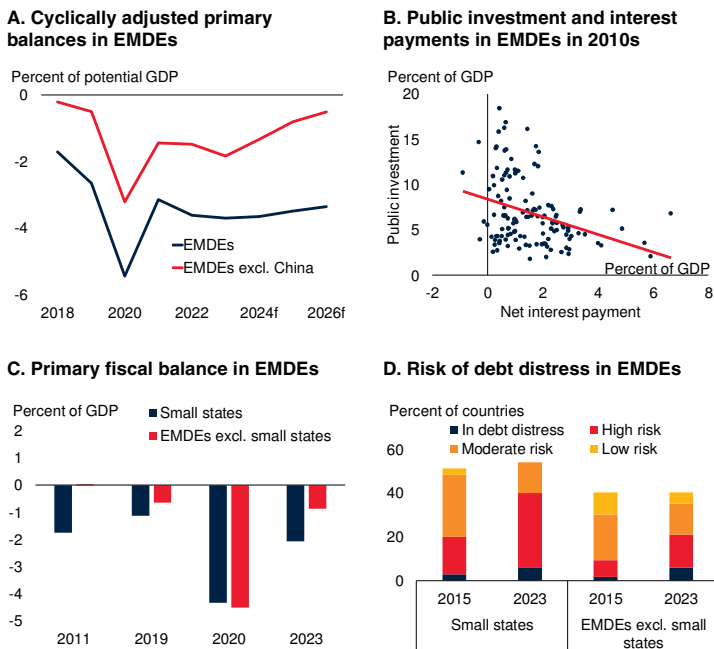 A. Cyclically adjusted primary
balances in EMDEs
Percent of potential GDP
0
-2
-4
-6
EMDEs
EMDEs excl. China
2018 2020 2022 2024f 2026f
B. Public investment and interest
payments in EMDEs in 2010s
Percent of GDP
20
15
10
5
0
Public investment
Percent of GDP
-2 0 2 4 6 8
Net interest payment
C. Primary fiscal balance in EMDEs
Percent of GDP
Small states
EMDEs excl. small states
2
1
0
-1
-2
-3
-4
-5
2011 2019 2020 2023
D. Risk of debt distress in EMDEs
Percent of countries
In debt distress High risk
Moderate risk Low risk
60
40
20
0
2015 2023 2015 2023
Small states EMDEs excl. small
states